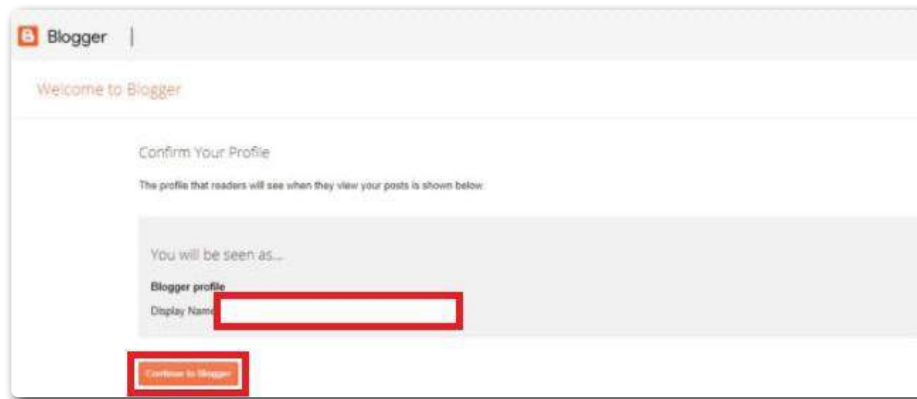 Blogger
Welcome to Blogger
Confirm Your Profile
The profile that readers will see when they view your posts is shown below.
You will be seen as...
Blogger profile
Display Name
Continue to Blogger